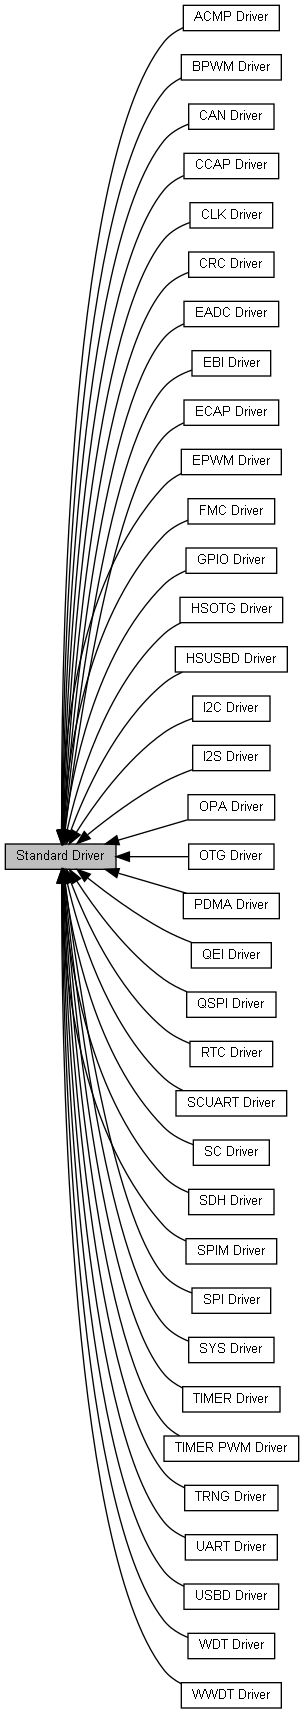 ACMP Driver
BPWM Driver
CAN Driver
CCAP Driver
CLK Driver
CRC Driver
EADC Driver
EBI Driver
ECAP Driver
EPWM Driver
FMC Driver
GPIO Driver
HSOTG Driver
HSUSBD Driver
I2C Driver
I2S Driver
OPA Driver
Standard Driver
OTG Driver
PDMA Driver
QEI Driver
QSPI Driver
RTC Driver
SCUART Driver
SC Driver
SDH Driver
SPIM Driver
SPI Driver
SYS Driver
TIMER Driver
TIMER PWM Driver
TRNG Driver
UART Driver
USBD Driver
WDT Driver
WWDT Driver